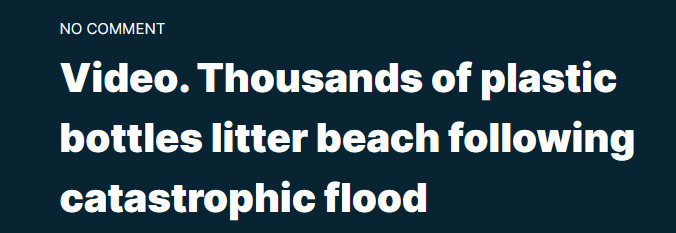 NO COMMENT
Video. Thousands of plastic
bottles litter beach following
catastrophic flood